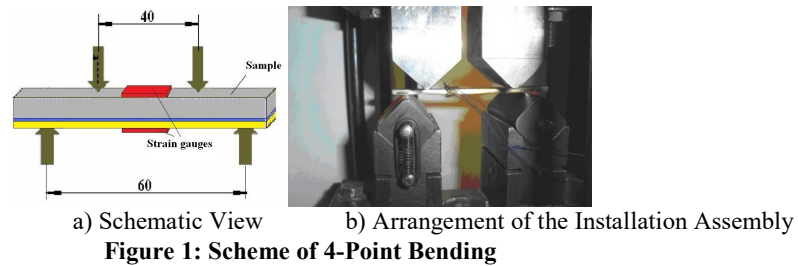 40
Sample
Strain gauges
60
a) Schematic View b) Arrangement of the Installation Assembly
Figure 1: Scheme of 4-Point Bending